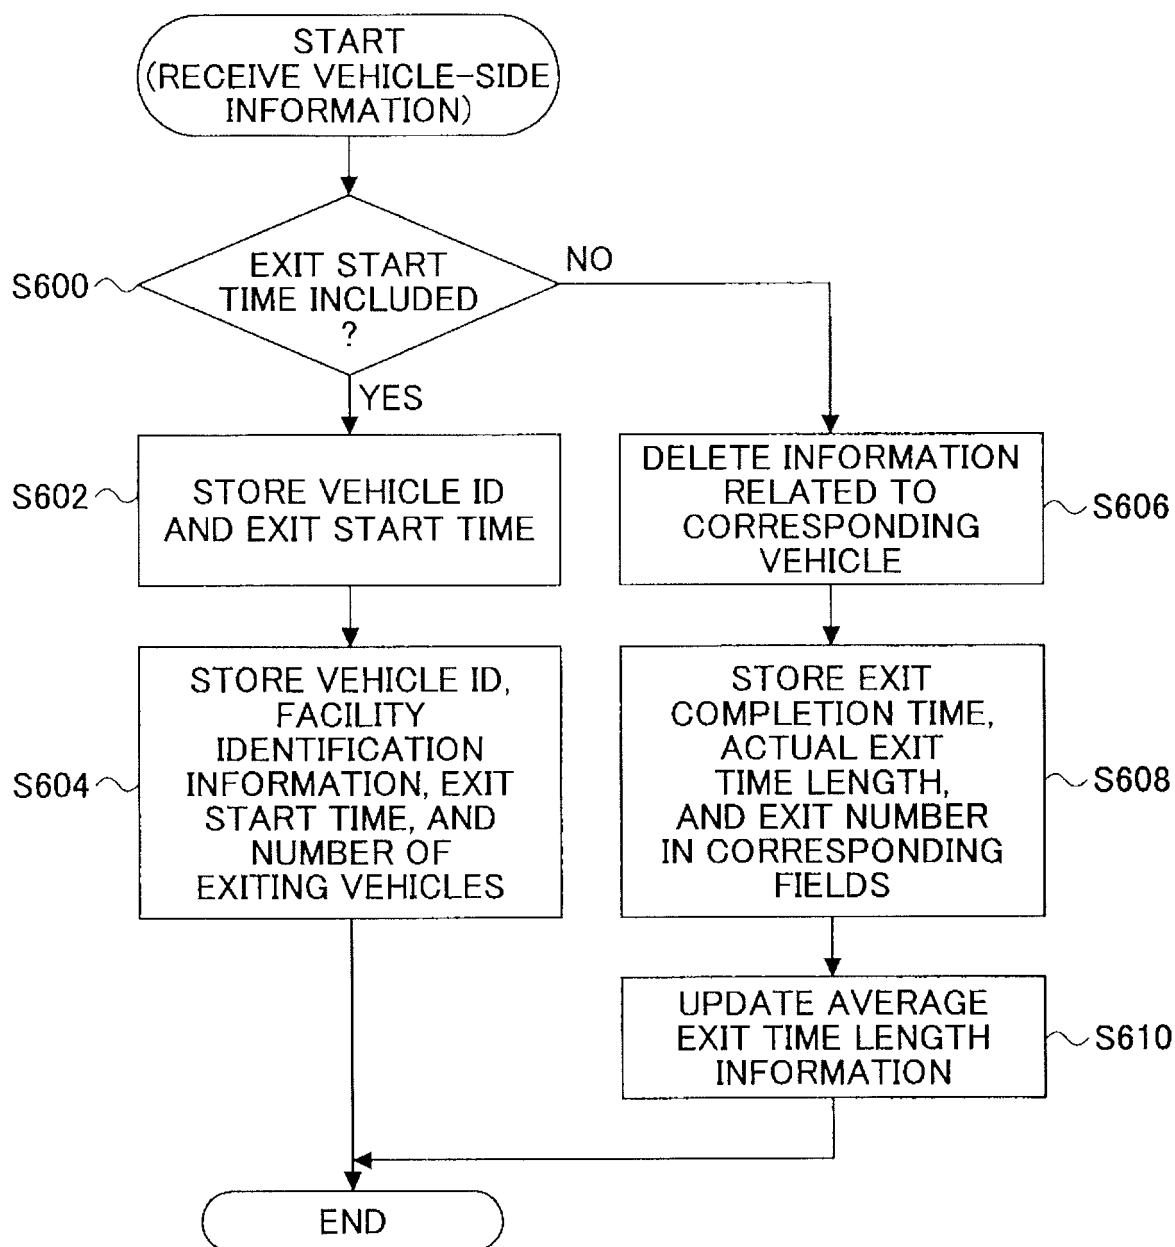 START
(RECEIVE VEHICLE-SIDE
INFORMATION)
S600
EXIT START
TIME INCLUDED
?
NO
YES
S602
STORE VEHICLE ID
AND EXIT START TIME
DELETE INFORMATION
RELATED TO
CORRESPONDING
VEHICLE
S606
S604
STORE VEHICLE ID,
FACILITY
IDENTIFICATION
INFORMATION, EXIT
START TIME, AND
NUMBER OF
EXITING VEHICLES
STORE EXIT
COMPLETION TIME,
ACTUAL EXIT
TIME LENGTH,
AND EXIT NUMBER
IN CORRESPONDING
FIELDS
S608
UPDATE AVERAGE
EXIT TIME LENGTH
INFORMATION
S610
END